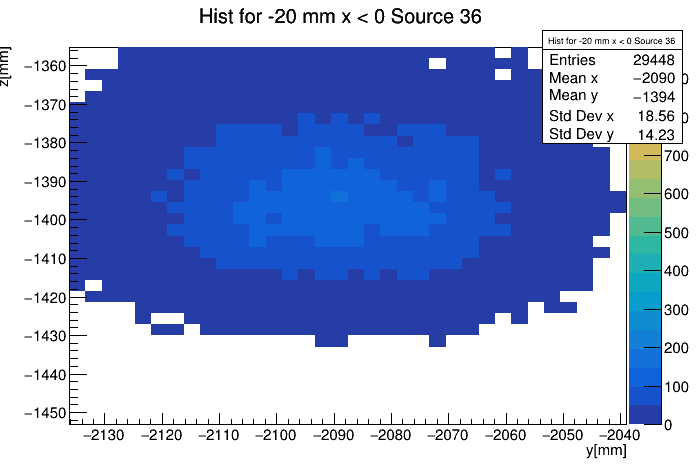 Hist for -20 mm x < 0 Source 36
z[mm]
Hist for -20 mm x < 0 Source 36
Entries 29448
Mean x −2090
Mean y −1394
Std Dev x 18.56
Std Dev y 14.23
−1360
−1370
−1380
−1390
−1400
−1410
−1420
−1430
−1440
−1450
700
600
500
400
300
200
100
0
−2130 −2120 −2110 −2100 −2090 −2080 −2070 −2060 −2050 −2040
y[mm]